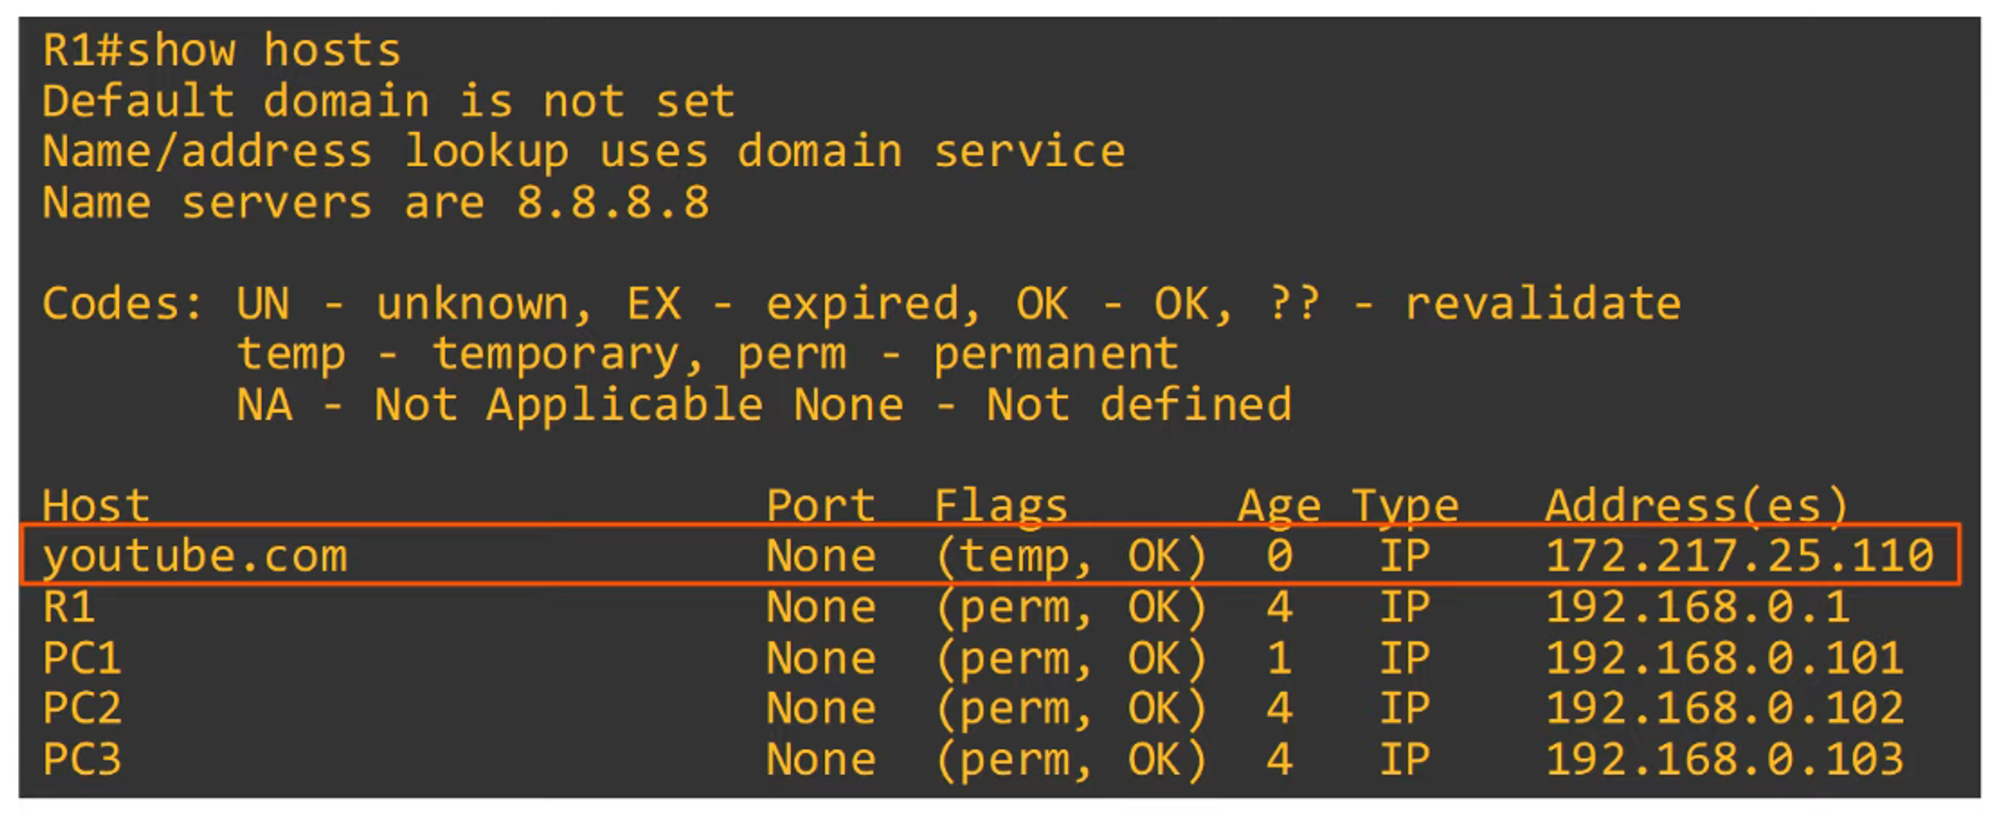 R1#show hosts
Default domain is not set
Name/address lookup uses domain service
Name servers are 8.8.8.8
Codes: UN - unknown, EX - expired, OK - OK, ?? - revalidate
temp - temporary, perm - permanent
NA - Not Applicable None - Not defined
Host Port Flags Age Type Address(es)
youtube.com None (temp, OK) 0 IP 172.217.25.110
R1 None (perm, OK) 4 IP 192.168.0.1
PC1 None (perm, OK) 1 IP 192.168.0.101
PC2 None (perm, OK) 4 IP 192.168.0.102
PC3 None (perm, OK) 4 IP 192.168.0.103